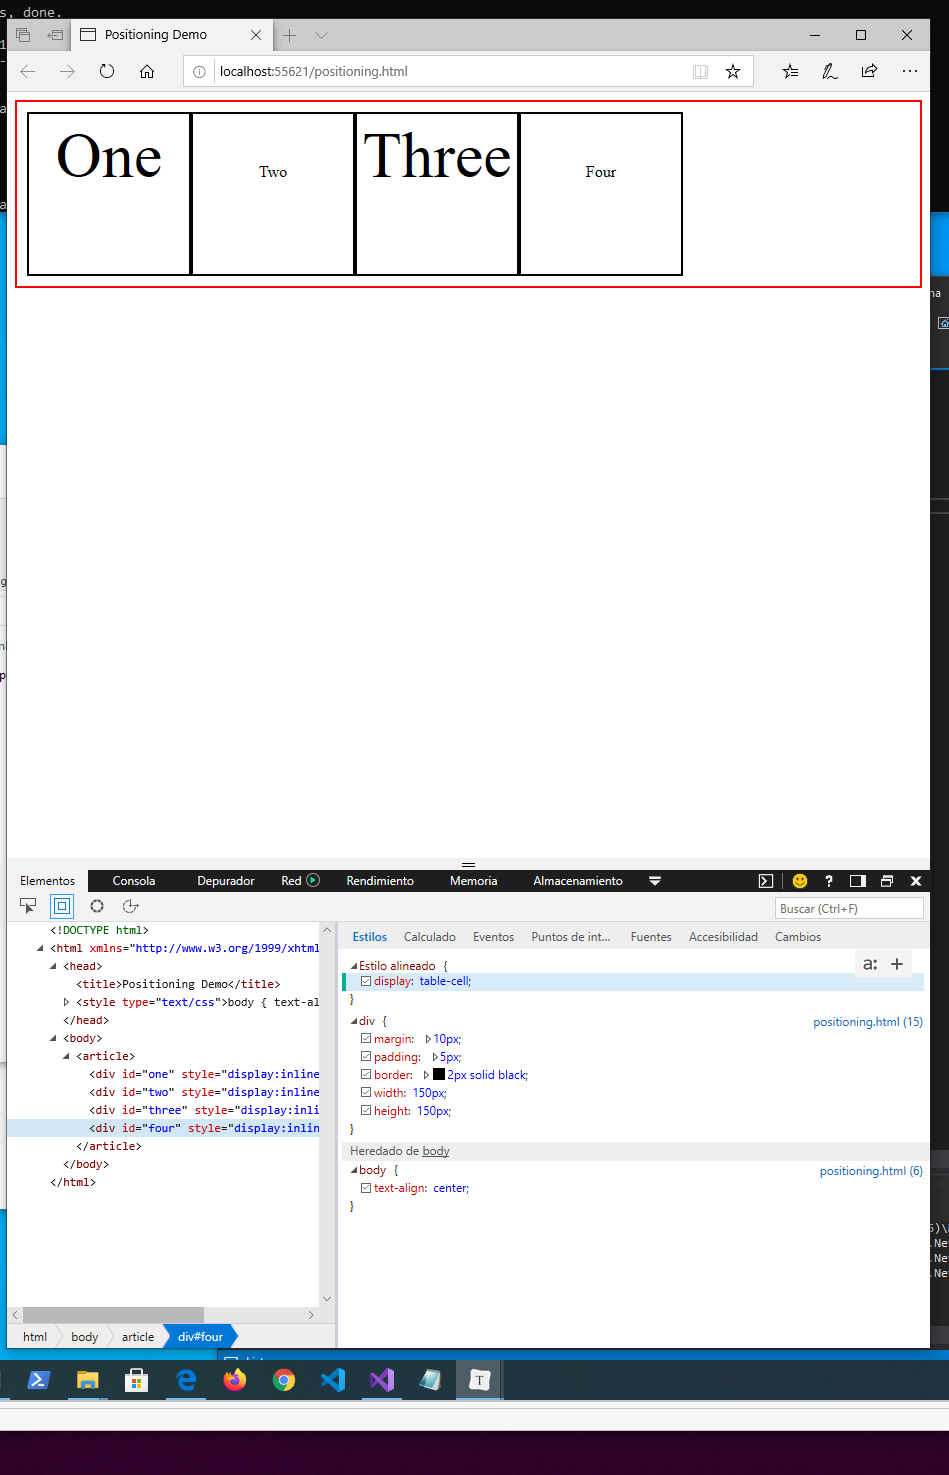 s, done.
Positioning Demo
localhost:55621/positioning.html
One
Two
Three
Four
na
Elementos
Consola
Depurador
Red
Rendimiento
Memoria
Almacenamiento
Buscar (Ctrl+F)
<!DOCTYPE html>
<html xmlns="http://www.w3.org/1999/xhtml
<head>
<title>Positioning Demo</title>
<style type="text/css">body { text-al
</head>
<body>
<article>
<div id="one" style="display:inline
<div id="two" style="display:inline
<div id="three" style="display:inli
<div id="four" style="display:inlin
</article>
</body>
</html>
html
body
article
div#four
Estilos
Calculado
Eventos
Puntos de int...
Fuentes
Accesibilidad
Cambios
a: +
Estilo alineado {
display: table-cell;
}
div {
positioning.html (15)
margin: 10px;
padding: 5px;
border: 2px solid black;
width: 150px;
height: 150px;
}
Heredado de body
body {
positioning.html (6)
text-align: center;
}
.Ne
.Ne
.Ne
T